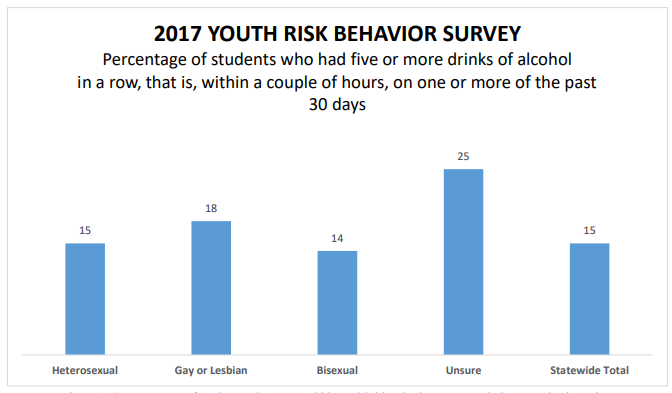 2017 YOUTH RISK BEHAVIOR SURVEY
Percentage of students who had five or more drinks of alcohol
in a row, that is, within a couple of hours, on one or more of the past
30 days
25
18
15
15
14
Heterosexual Gay or Lesbian Bisexual Unsure Statewide Total